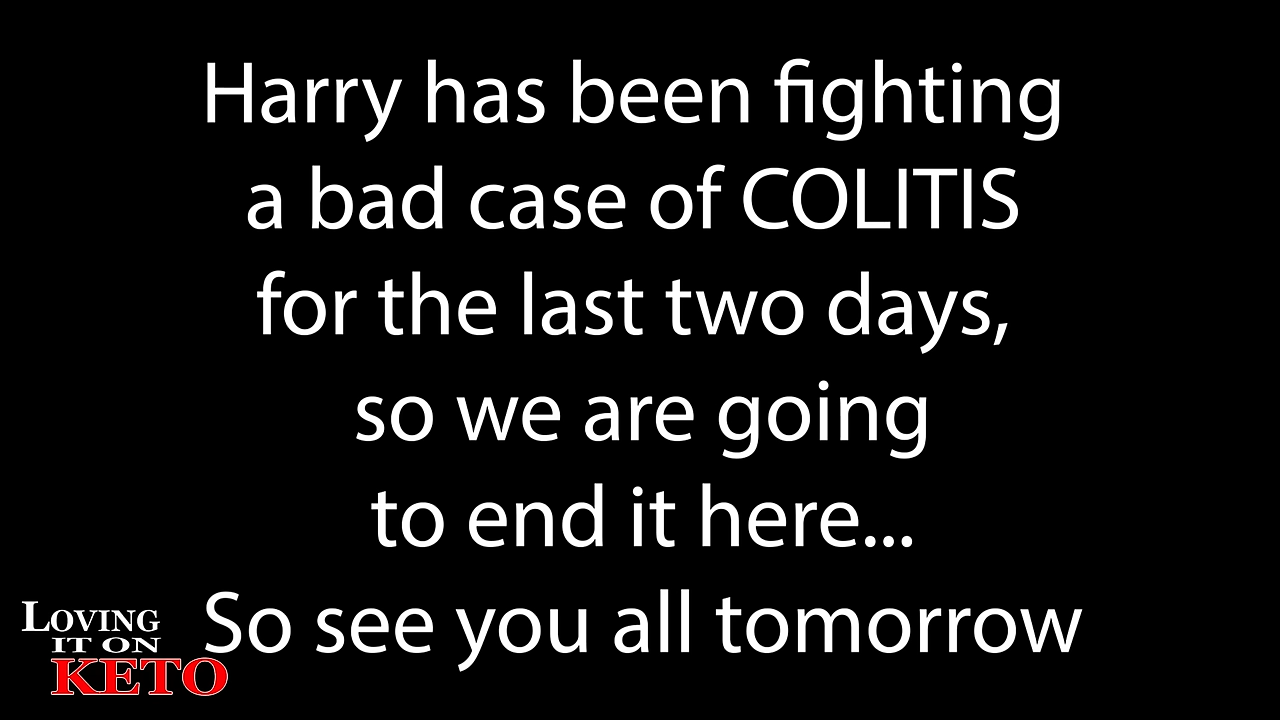 Harry has been fighting
a bad case of COLITIS
for the last two days,
so we are going
to end it here...
So see you all tomorrow
LOVING
IT ON
KETO